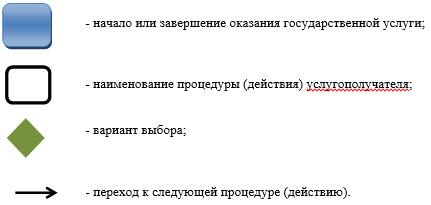 - начало или завершение оказания государственной услуги;
- наименование процедуры (действия) услугополучателя;
- вариант выбора;
- переход к следующей процедуре (действию).